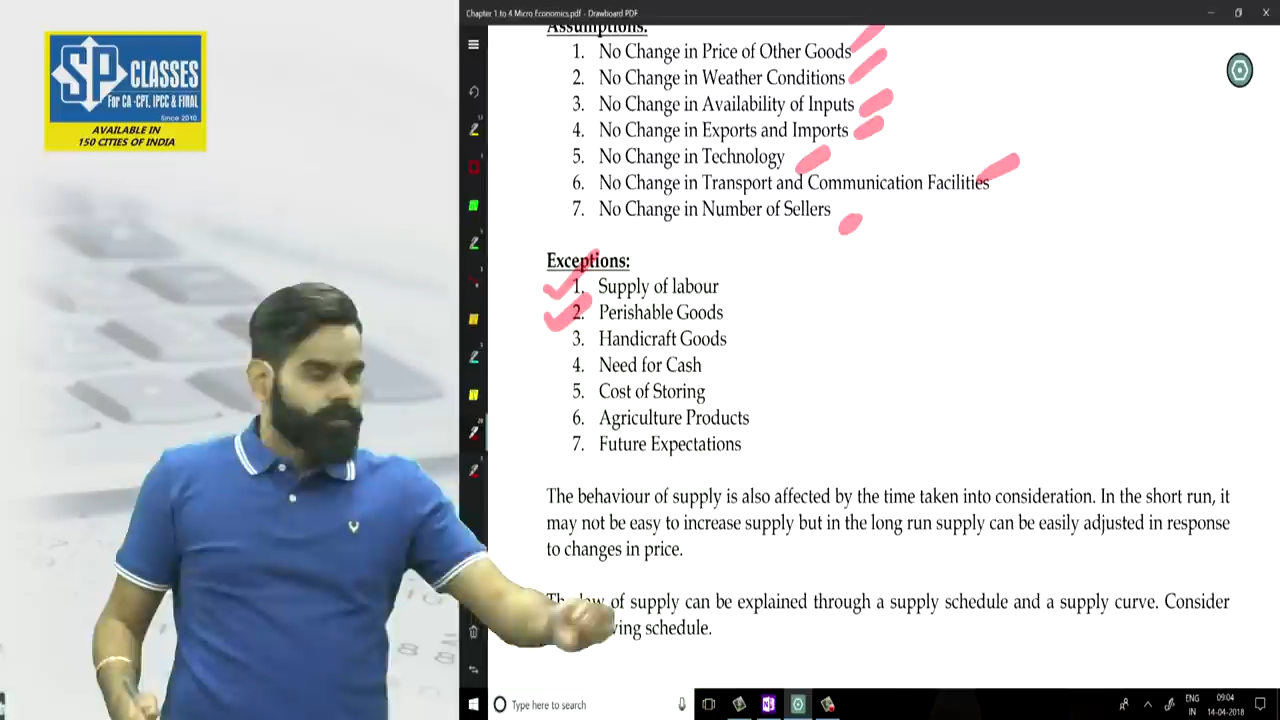 Chapter 1 to 4 Micro Economics.pdf - Drawboard PDF
SP CLASSES
For CA -CPT, IPCC & FINAL
Since 2010
AVAILABLE IN
150 CITIES OF INDIA
Assumptions:
1. No Change in Price of Other Goods
2. No Change in Weather Conditions
3. No Change in Availability of Inputs
4. No Change in Exports and Imports
5. No Change in Technology
6. No Change in Transport and Communication Facilities
7. No Change in Number of Sellers
Exceptions:
1. Supply of labour
2. Perishable Goods
3. Handicraft Goods
4. Need for Cash
5. Cost of Storing
6. Agriculture Products
7. Future Expectations
The behaviour of supply is also affected by the time taken into consideration. In the short run, it
may not be easy to increase supply but in the long run supply can be easily adjusted in response
to changes in price.
The law of supply can be explained through a supply schedule and a supply curve. Consider
schedule.
Type here to search
ENG
IN
09:04
14-04-2018